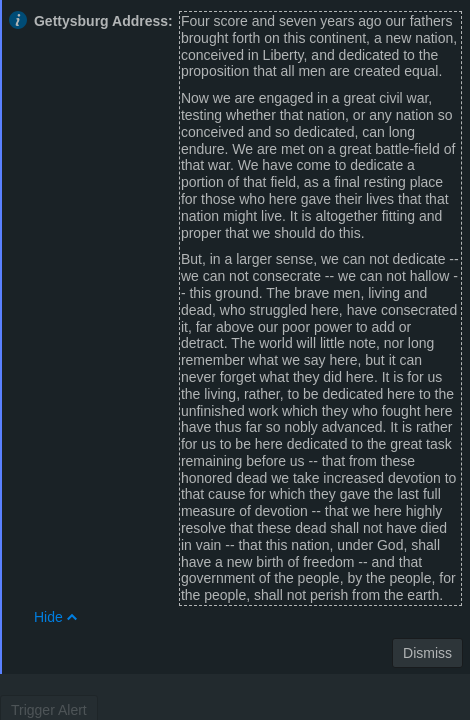 Gettysburg Address:
Four score and seven years ago our fathers
brought forth on this continent, a new nation,
conceived in Liberty, and dedicated to the
proposition that all men are created equal.
Now we are engaged in a great civil war,
testing whether that nation, or any nation so
conceived and so dedicated, can long
endure. We are met on a great battle-field of
that war. We have come to dedicate a
portion of that field, as a final resting place
for those who here gave their lives that that
nation might live. It is altogether fitting and
proper that we should do this.
But, in a larger sense, we can not dedicate --
we can not consecrate -- we can not hallow -
- this ground. The brave men, living and
dead, who struggled here, have consecrated
it, far above our poor power to add or
detract. The world will little note, nor long
remember what we say here, but it can
never forget what they did here. It is for us
the living, rather, to be dedicated here to the
unfinished work which they who fought here
have thus far so nobly advanced. It is rather
for us to be here dedicated to the great task
remaining before us -- that from these
honored dead we take increased devotion to
that cause for which they gave the last full
measure of devotion -- that we here highly
resolve that these dead shall not have died
in vain -- that this nation, under God, shall
have a new birth of freedom -- and that
government of the people, by the people, for
the people, shall not perish from the earth.
Hide
Dismiss
Trigger Alert